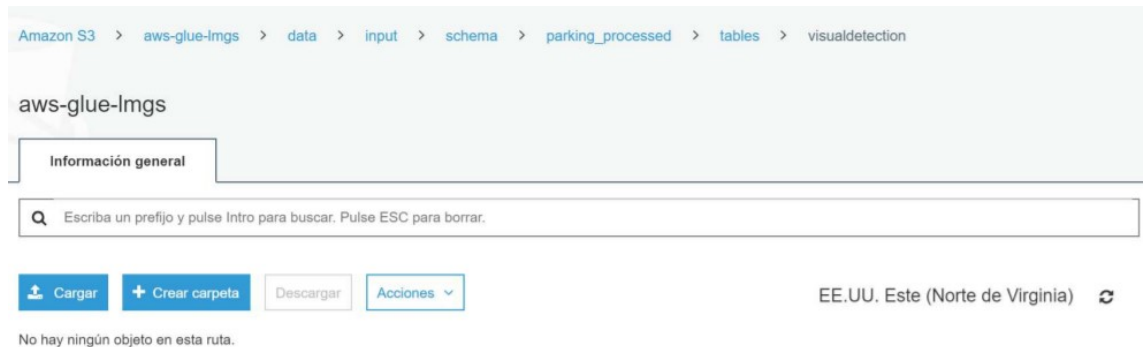 Amazon S3 > aws-glue-lmgs > data > input > schema > parking_processed > tables > visualdetection
aws-glue-lmgs
Información general
Escriba un prefijo y pulse Intro para buscar. Pulse ESC para borrar.
Cargar + Crear carpeta Descargar Acciones EE.UU. Este (Norte de Virginia)
No hay ningún objeto en esta ruta.